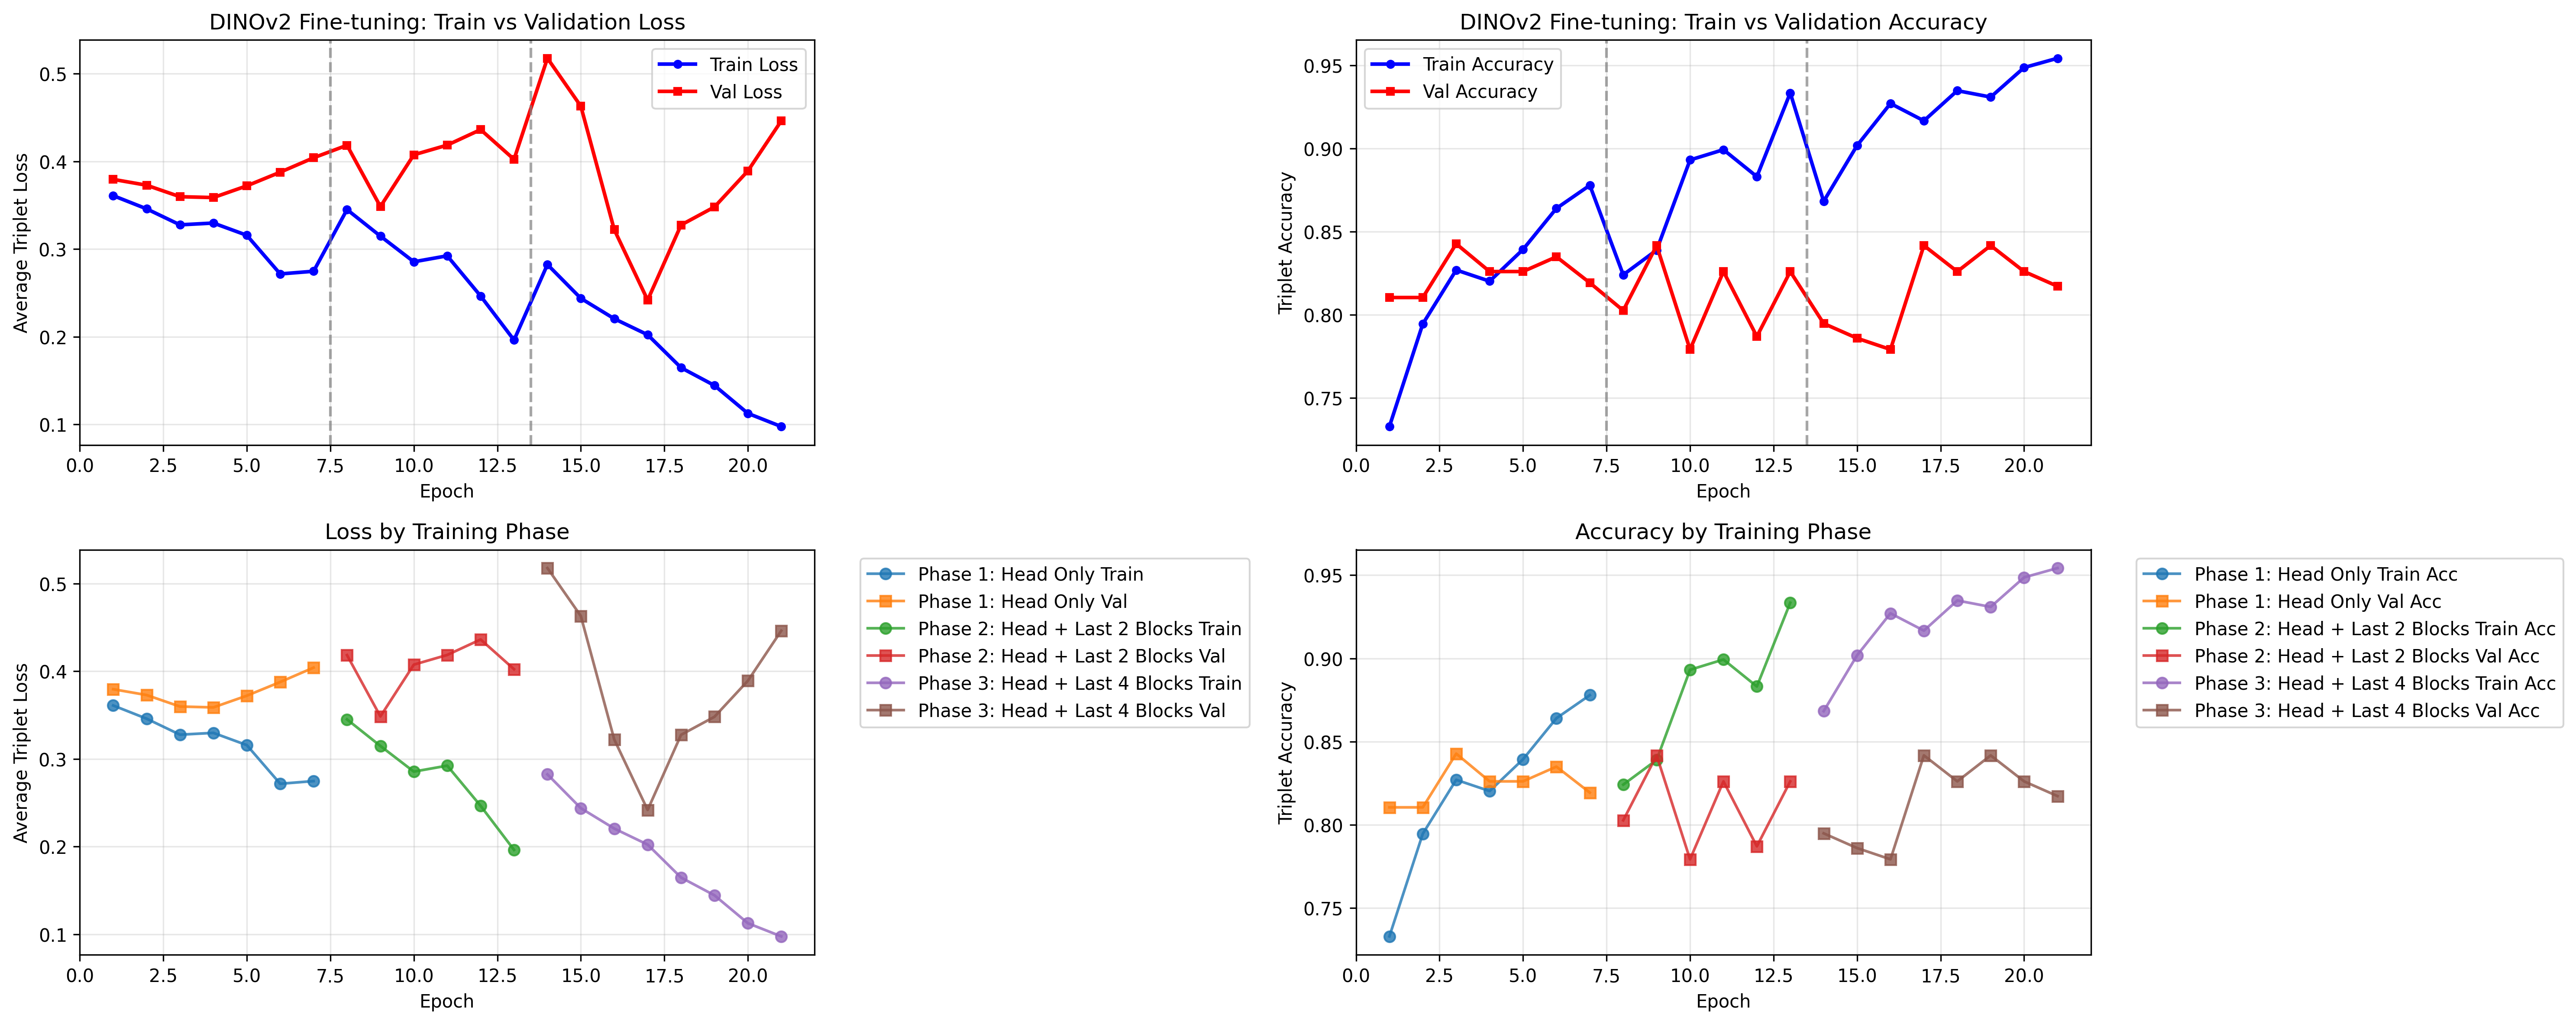 DINOv2 Fine-tuning: Train vs Validation Loss
Train Loss
Val Loss
Average Triplet Loss
0.5
0.4
0.3
0.2
0.1
0.0 2.5 5.0 7.5 10.0 12.5 15.0 17.5 20.0
Epoch
DINOv2 Fine-tuning: Train vs Validation Accuracy
Train Accuracy
Val Accuracy
Triplet Accuracy
0.95
0.90
0.85
0.80
0.75
0.0 2.5 5.0 7.5 10.0 12.5 15.0 17.5 20.0
Epoch
Loss by Training Phase
Average Triplet Loss
0.5
0.4
0.3
0.2
0.1
0.0 2.5 5.0 7.5 10.0 12.5 15.0 17.5 20.0
Epoch
Phase 1: Head Only Train
Phase 1: Head Only Val
Phase 2: Head + Last 2 Blocks Train
Phase 2: Head + Last 2 Blocks Val
Phase 3: Head + Last 4 Blocks Train
Phase 3: Head + Last 4 Blocks Val
Accuracy by Training Phase
Triplet Accuracy
0.95
0.90
0.85
0.80
0.75
0.0 2.5 5.0 7.5 10.0 12.5 15.0 17.5 20.0
Epoch
Phase 1: Head Only Train Acc
Phase 1: Head Only Val Acc
Phase 2: Head + Last 2 Blocks Train Acc
Phase 2: Head + Last 2 Blocks Val Acc
Phase 3: Head + Last 4 Blocks Train Acc
Phase 3: Head + Last 4 Blocks Val Acc